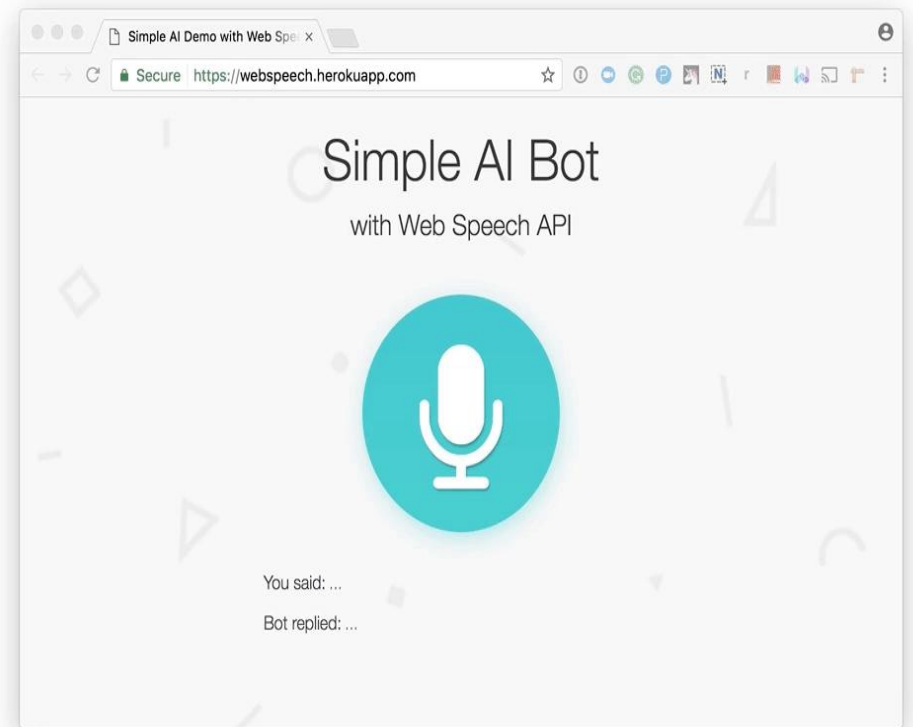 Simple AI Demo with Web Spe
Secure https://webspeech.herokuapp.com
Simple AI Bot
with Web Speech API
You said: ...
Bot replied: ...